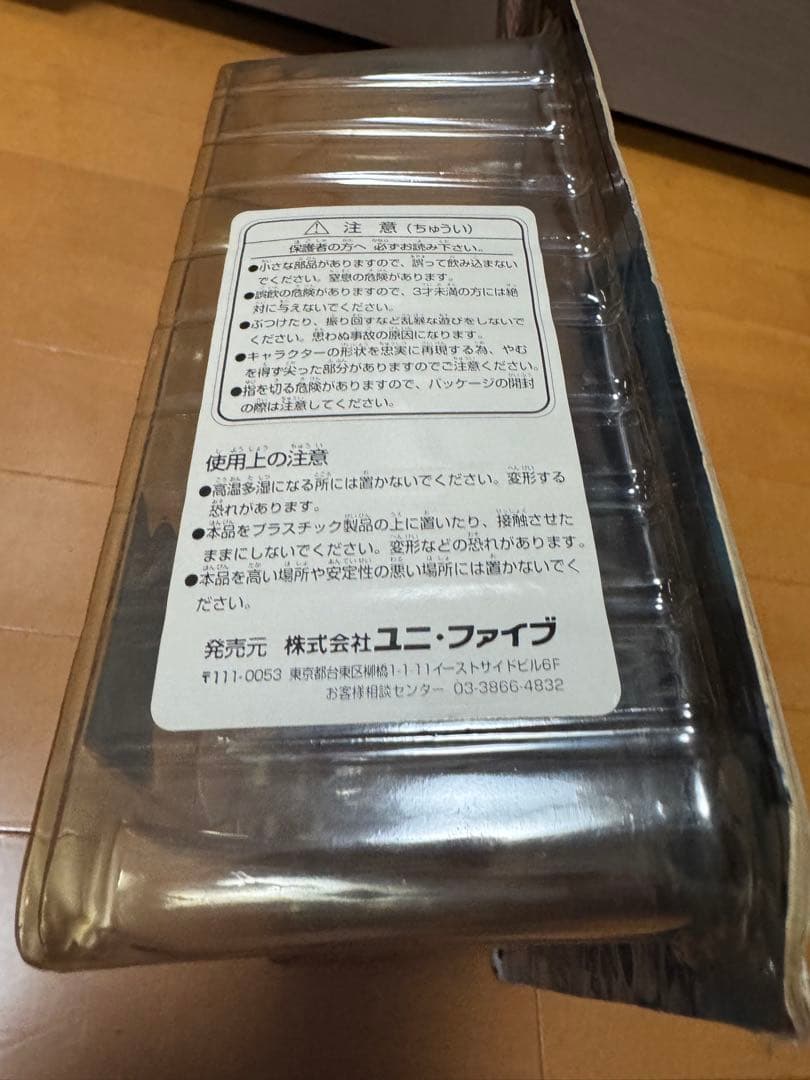 ⚠ 注意（ちゅうい）
保護者の方へ 必ずお読み下さい。
●小さな部品がありますので、誤って飲み込まない
でください。窒息の危険があります。
●誤飲の危険がありますので、3才未満の方には絶
対に与えないでください。
●ぶつけたり、振り回すなど乱暴な遊びをしないで
ください。思わぬ事故の原因になります。
●キャラクターの形状を忠実に再現する為、やむ
を得ず尖った部分がありますのでご注意ください。
●指を切る危険がありますので、パッケージの開封
の際は注意してください。
使用上の注意
●高温多湿になる所には置かないでください。変形する
恐れがあります。
●本品をプラスチック製品の上に置いたり、接触させた
ままにしないでください。変形などの恐れがあります。
●本品を高い場所や安定性の悪い場所には置かないでく
ださい。
発売元 株式会社ユニ・ファイブ
〒111-0053 東京都台東区柳橋1-1-11イーストサイドビル6F
お客様相談センター 03-3866-4832